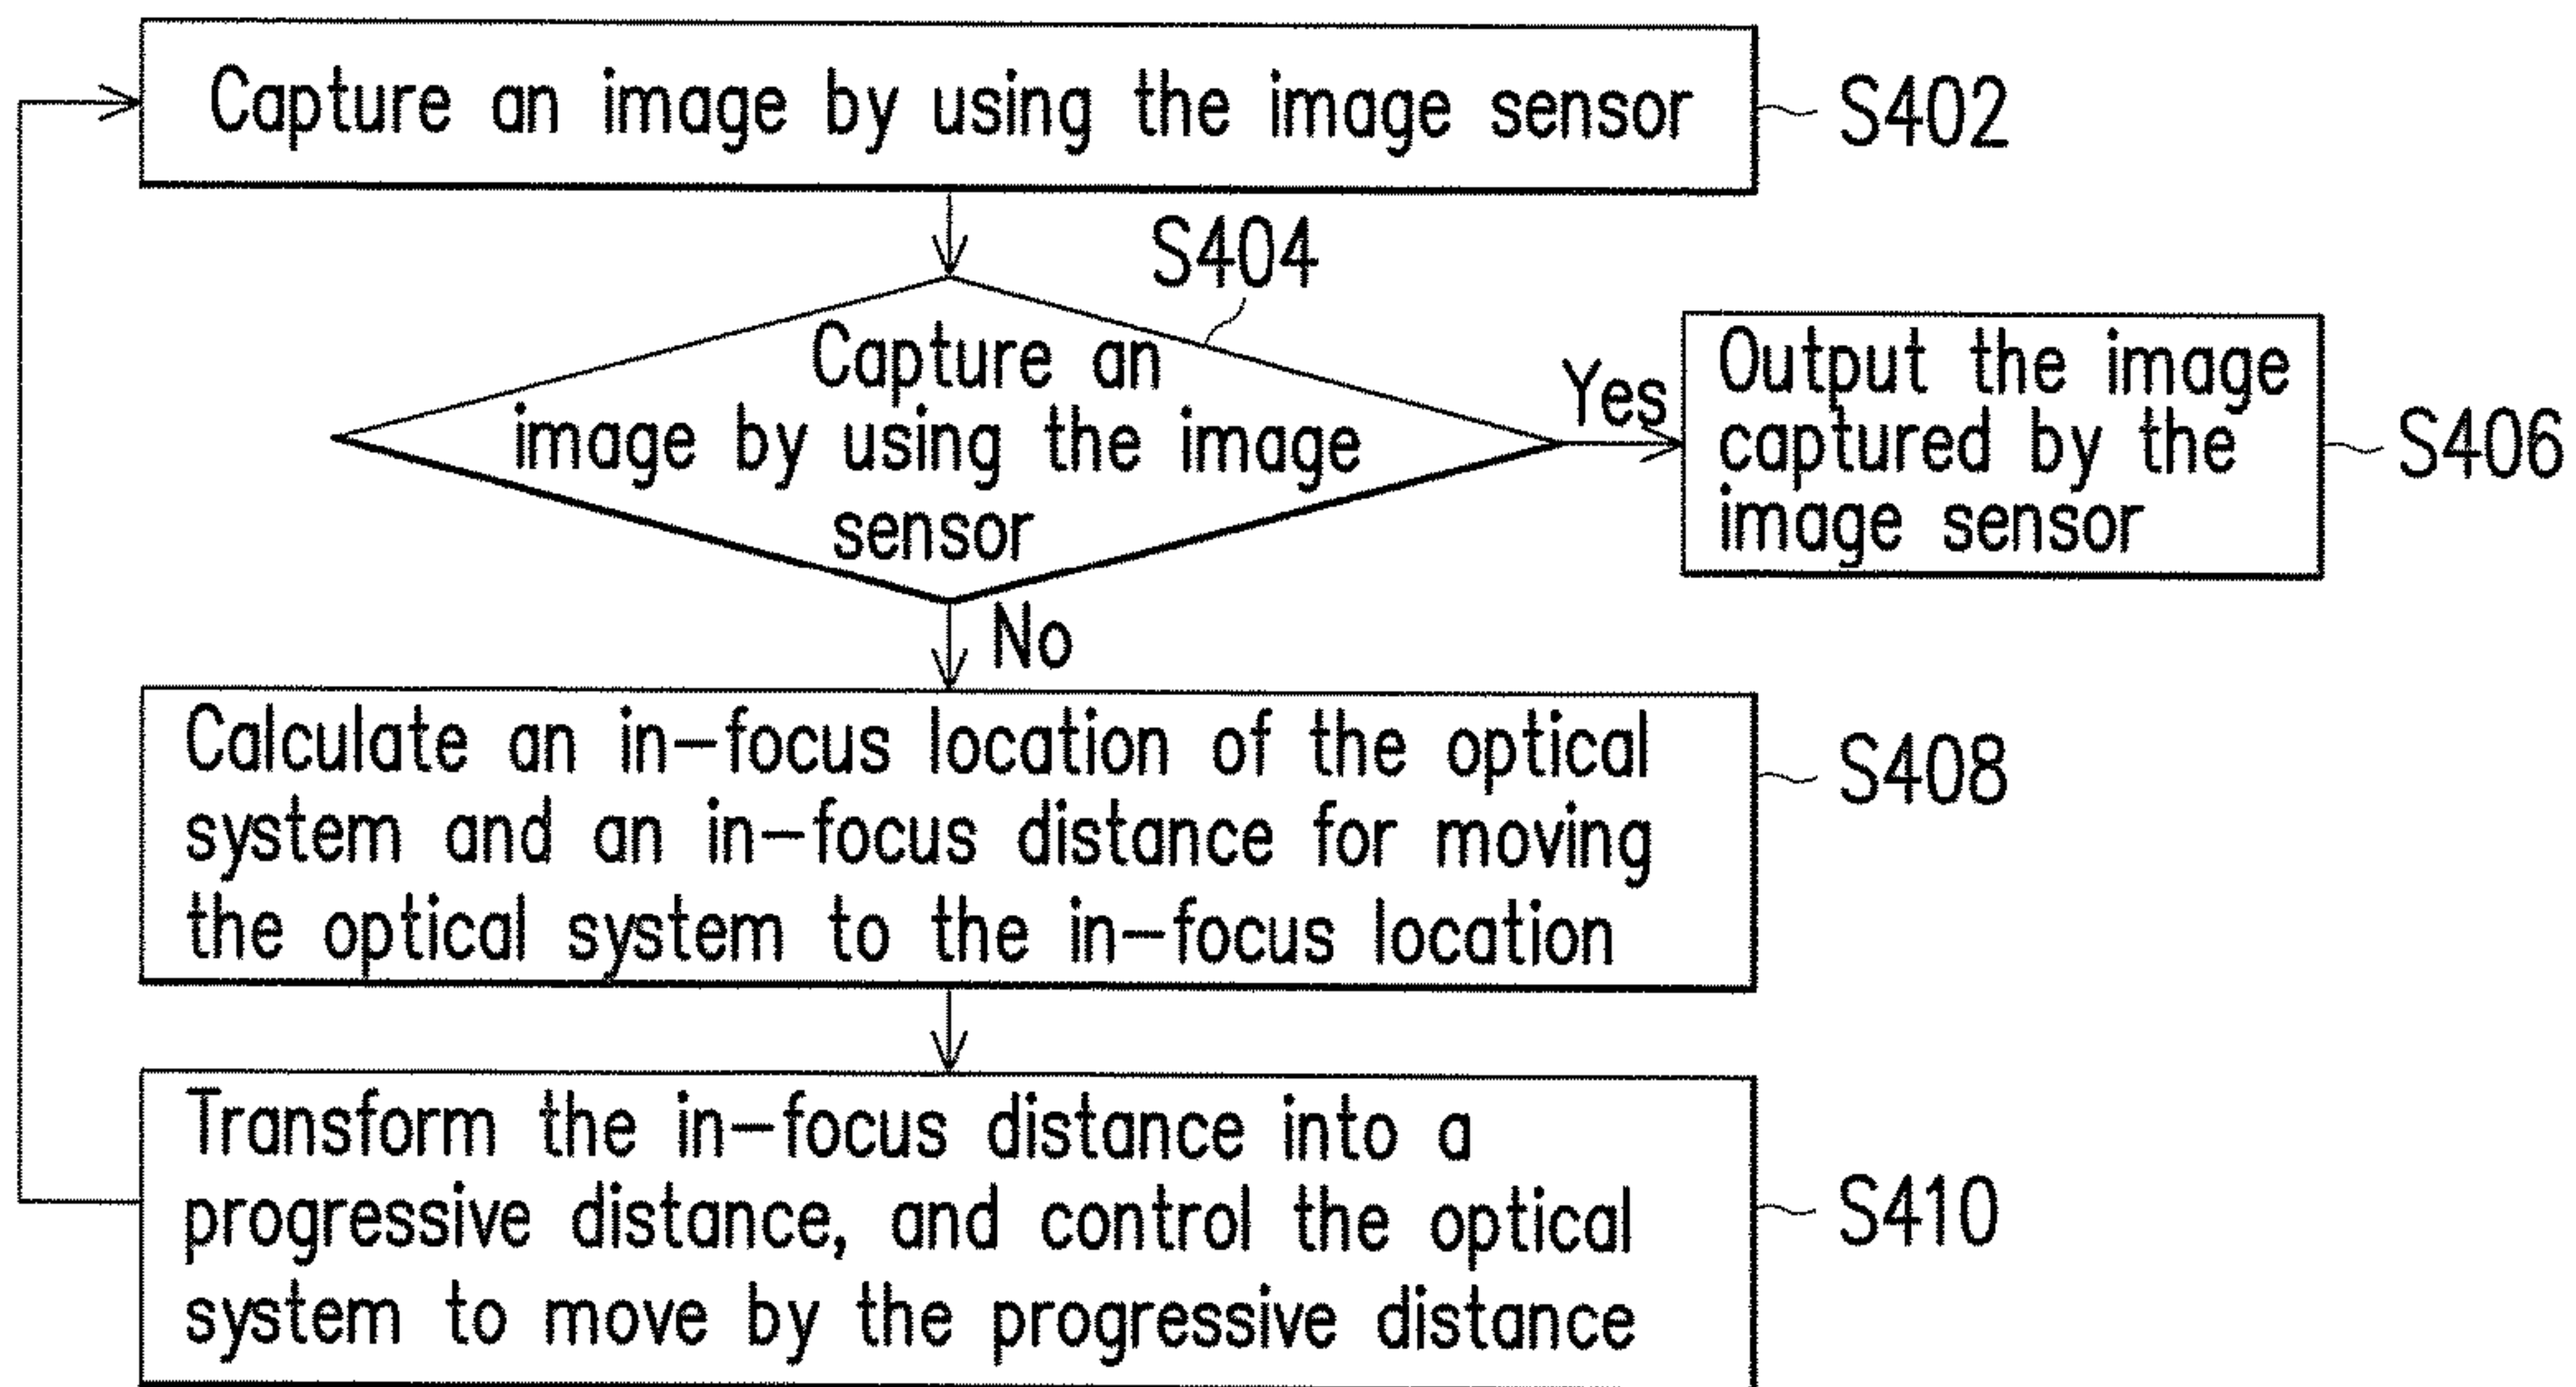 Capture an image by using the image sensor
S402
S404
Capture an
image by using the image
sensor
Yes
Output the image
captured by the
image sensor
S406
No
Calculate an in-focus location of the optical
system and an in-focus distance for moving
the optical system to the in-focus location
S408
Transform the in-focus distance into a
progressive distance, and control the optical
system to move by the progressive distance
S410